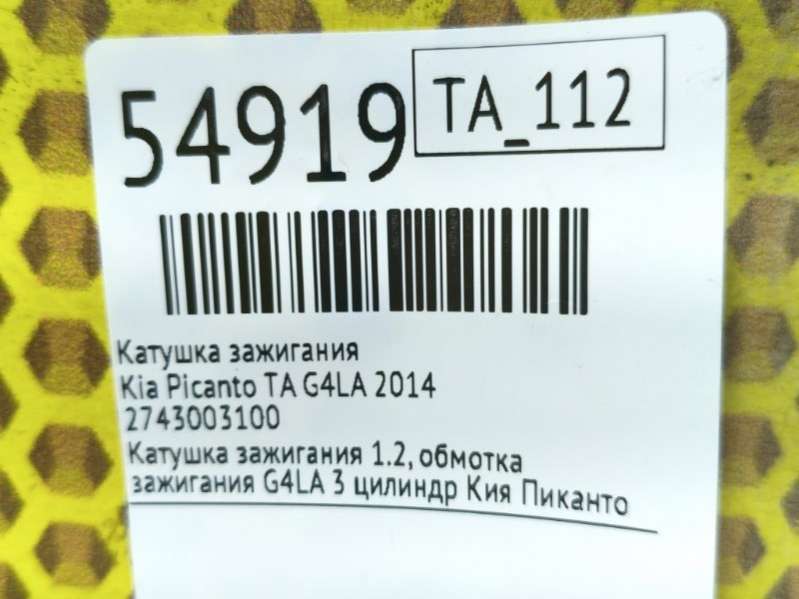 54919
TA_112
Катушка зажигания
Kia Picanto TA G4LA 2014
2743003100
Катушка зажигания 1.2, обмотка
зажигания G4LA 3 цилиндр Кия Пиканто